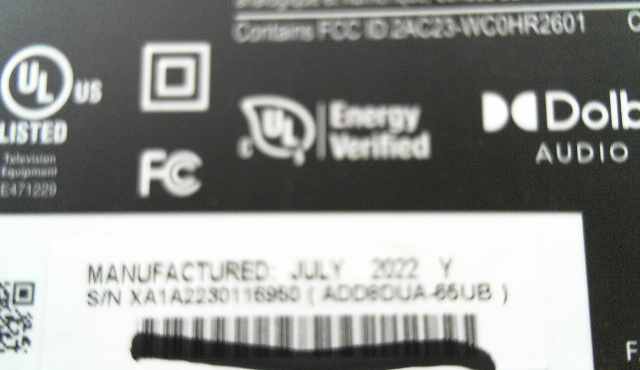 Contains FCC ID:2AC23-WC0HR2601
UL US
LISTED
Television
Equipment
E471229
FC
UL Energy
Verified
C
Dolb
AUDIO
MANUFACTURED: JULY 2022 Y
S/N XA1A2230116950 ( ADD6DUA-65UB )
F